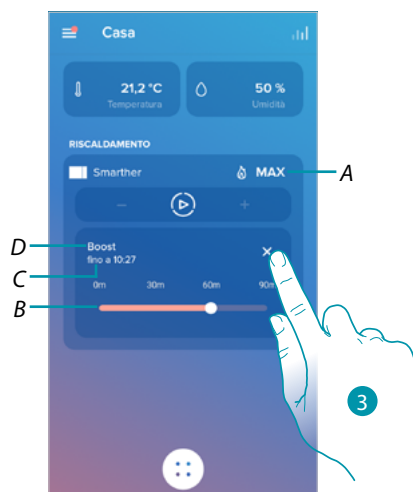 Casa
21,2 °C
Temperatura
50 %
Umidità
RISCALDAMENTO
Smarther
MAX
A
−
+
D
Boost
C
fino a 10:27
0m 30m 60m 90m
B
3